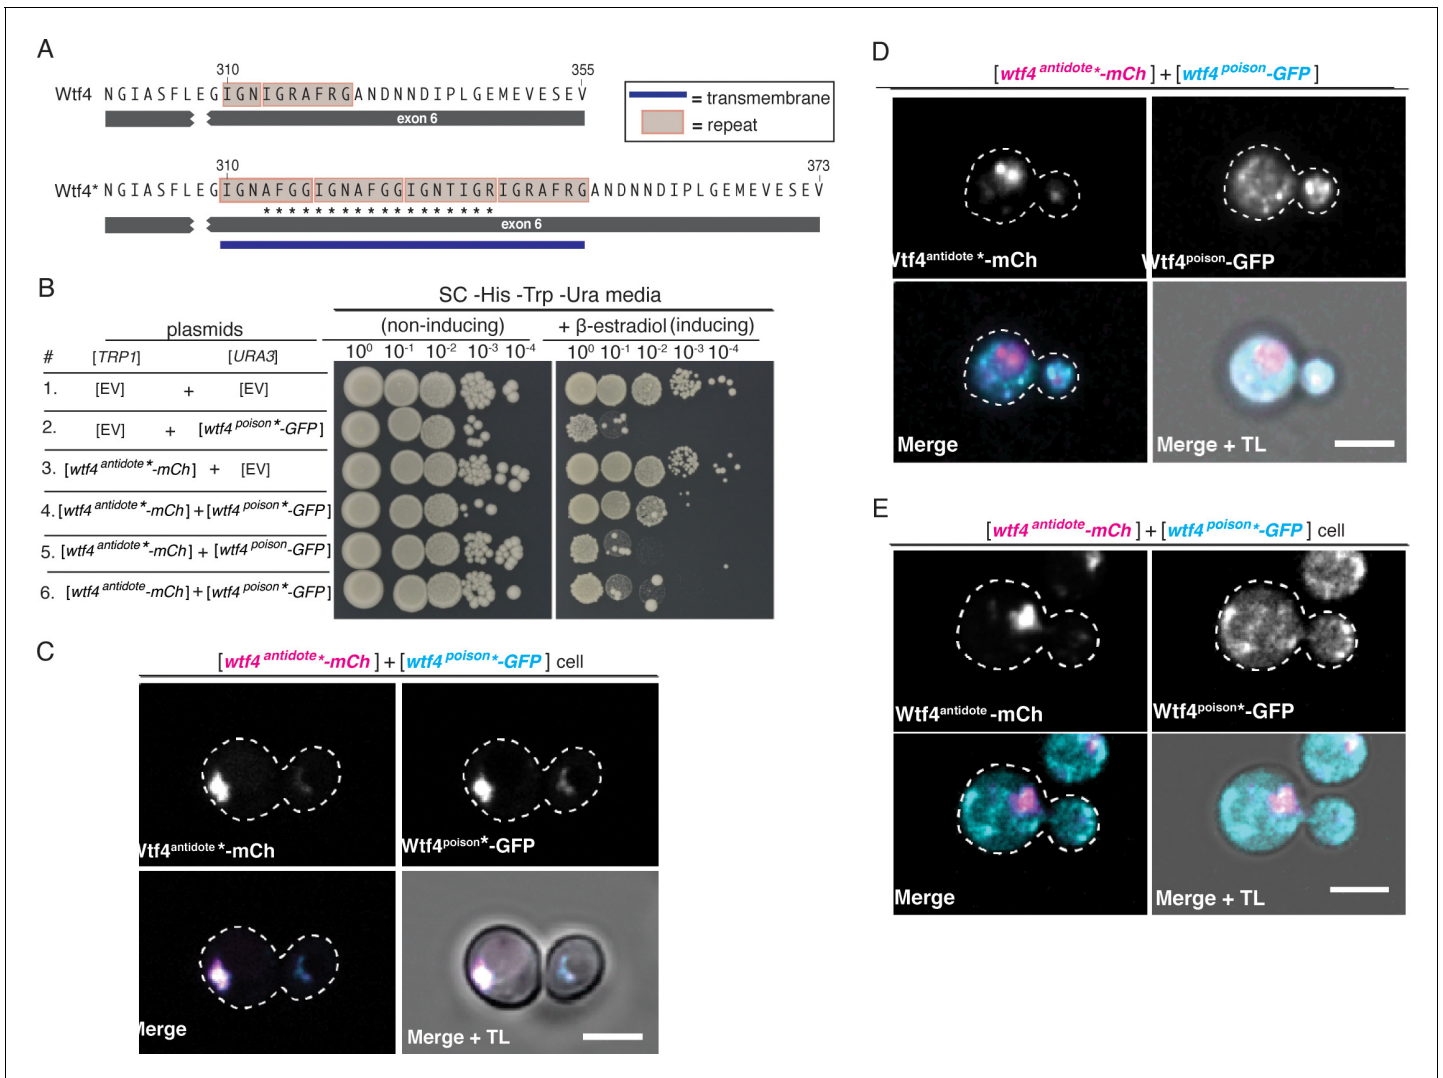 A
310 355
Wtf4 NGIASFLEGIGNIGRAFRGANDNNDIPLGEMEVESEV
exon 6
= transmembrane
= repeat
310 373
Wtf4* NGIASFLEGIGNAFGGIGNAFGGIGNTIGRIGRAFRGANDNNDIPLGEMEVESEV
* * * * * * * * * * * * * * * * * *
exon 6
B
SC -His -Trp -Ura media
plasmids (non-inducing) + β-estradiol (inducing)
# [TRP1] [URA3] 10⁰ 10⁻¹ 10⁻² 10⁻³ 10⁻⁴ 10⁰ 10⁻¹ 10⁻² 10⁻³ 10⁻⁴
1. [EV] + [EV]
2. [EV] + [wtf4 poison*-GFP]
3. [wtf4 antidote*-mCh] + [EV]
4. [wtf4 antidote*-mCh] + [wtf4 poison*-GFP]
5. [wtf4 antidote*-mCh] + [wtf4 poison-GFP]
6. [wtf4 antidote-mCh] + [wtf4 poison*-GFP]
C
[wtf4 antidote*-mCh] + [wtf4 poison*-GFP] cell
Wtf4antidote*-mCh Wtf4poison*-GFP
Merge Merge + TL
D
[wtf4 antidote*-mCh] + [wtf4 poison-GFP]
Wtf4antidote*-mCh Wtf4poison-GFP
Merge Merge + TL
E
[wtf4 antidote-mCh] + [wtf4 poison*-GFP] cell
Wtf4antidote-mCh Wtf4poison*-GFP
Merge Merge + TL